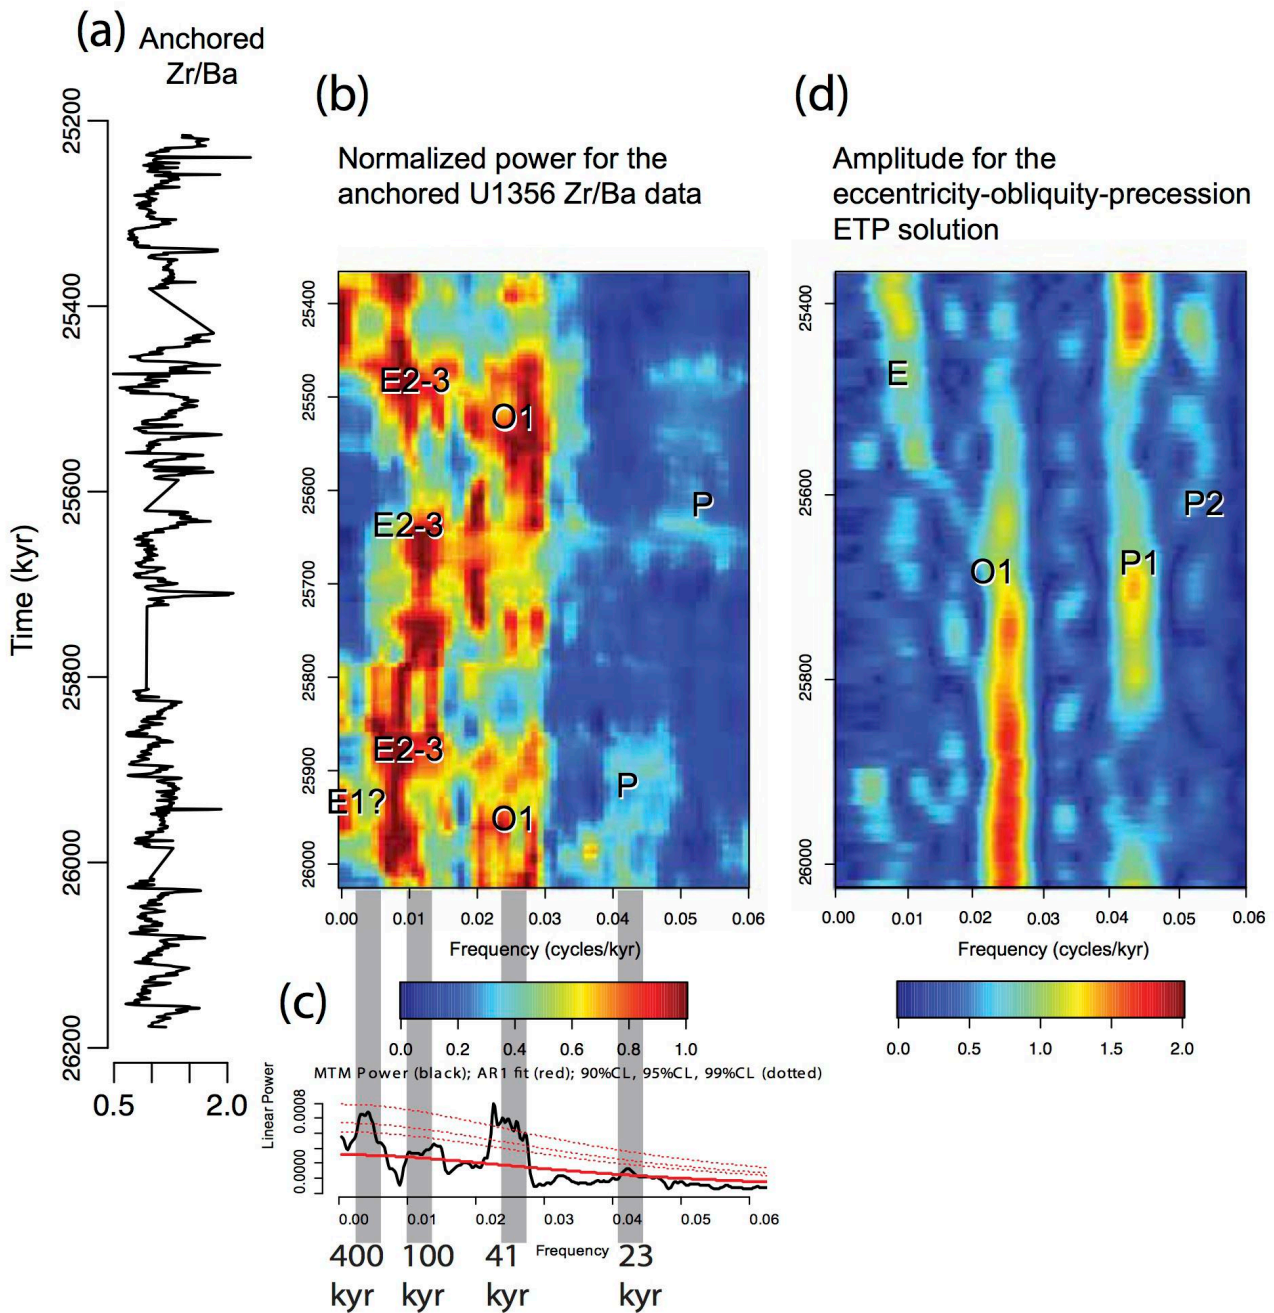 (a) Anchored
Zr/Ba
(b)
(d)
Normalized power for the
anchored U1356 Zr/Ba data
Amplitude for the
eccentricity-obliquity-precession
ETP solution
Time (kyr)
25200
25400
25600
25800
26000
26200
0.5 2.0
25400
25500
25600
25700
25800
25900
26000
E2-3
O1
E2-3
P
E2-3
E1?
P
O1
0.00 0.01 0.02 0.03 0.04 0.05 0.06
Frequency (cycles/kyr)
25400
25600
25800
26000
E
P2
O1
P1
0.00 0.01 0.02 0.03 0.04 0.05 0.06
Frequency (cycles/kyr)
(c)
0.0 0.2 0.4 0.6 0.8 1.0
0.0 0.5 1.0 1.5 2.0
MTM Power (black); AR1 fit (red); 90%CL, 95%CL, 99%CL (dotted)
Linear Power
0.0008
0.0000
0.00 0.01 0.02 0.03 0.04 0.05 0.06
Frequency
400 100 41 23
kyr kyr kyr kyr